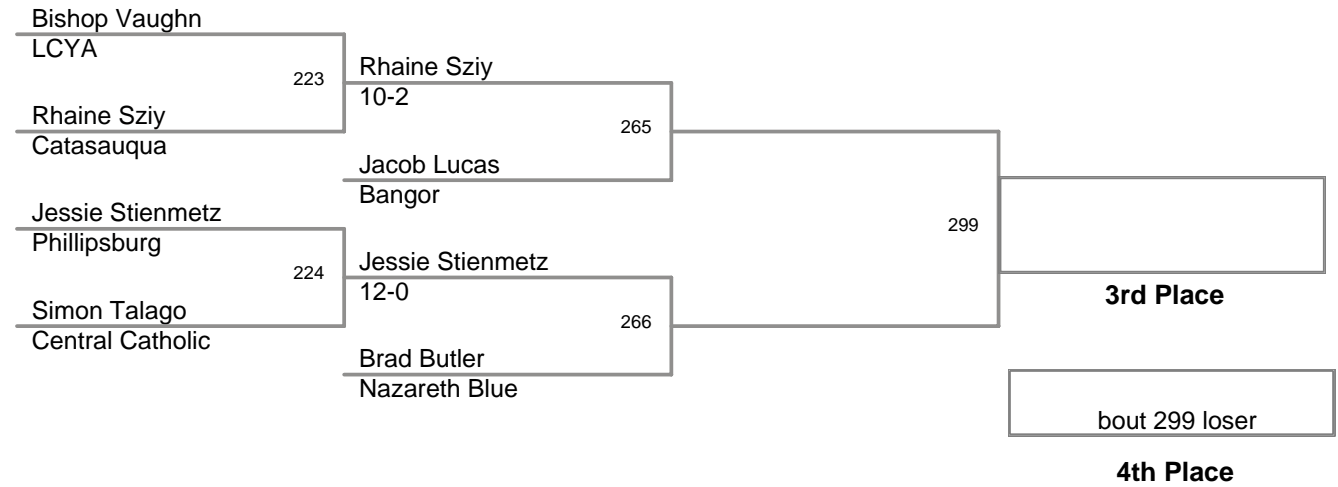 Bishop Vaughn
LCYA
223
Rhaine Sziy
10-2
Rhaine Sziy
Catasauqua
265
Jacob Lucas
Bangor
Jessie Stienmetz
Phillipsburg
299
224
Jessie Stienmetz
12-0
3rd Place
Simon Talago
Central Catholic
266
Brad Butler
Nazareth Blue
bout 299 loser
4th Place